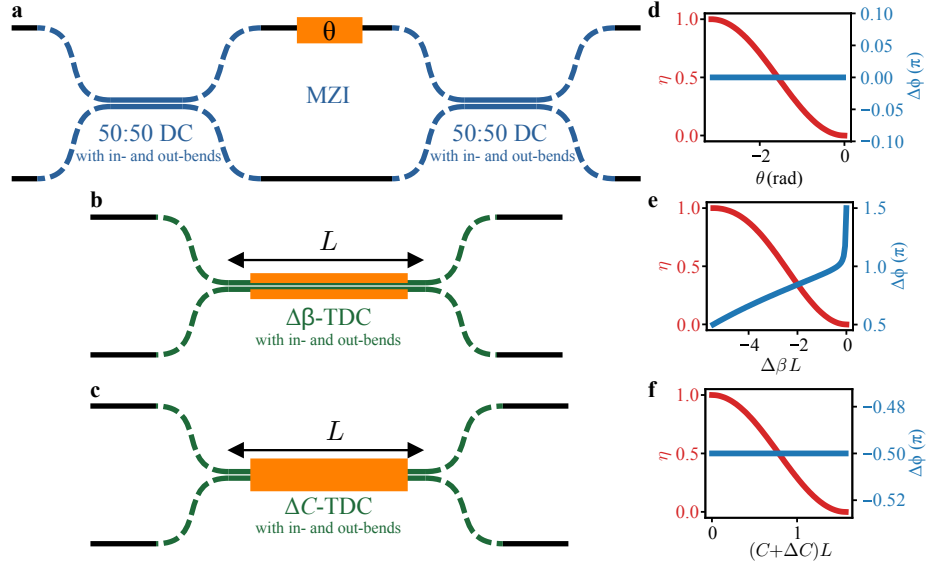 a
θ
MZI
50:50 DC
with in- and out-bends
50:50 DC
with in- and out-bends
b
L
Δβ-TDC
with in- and out-bends
c
L
ΔC-TDC
with in- and out-bends
d
1.0
0.5
0.0
η
0.10
0.05
0.00
−0.05
−0.10
Δϕ (π)
−2
0
θ(rad)
e
1.0
0.5
0.0
η
1.5
1.0
0.5
Δϕ (π)
−4
−2
0
Δβ L
f
1.0
0.5
0.0
η
−0.48
−0.50
−0.52
Δϕ (π)
0
1
(C+ΔC)L